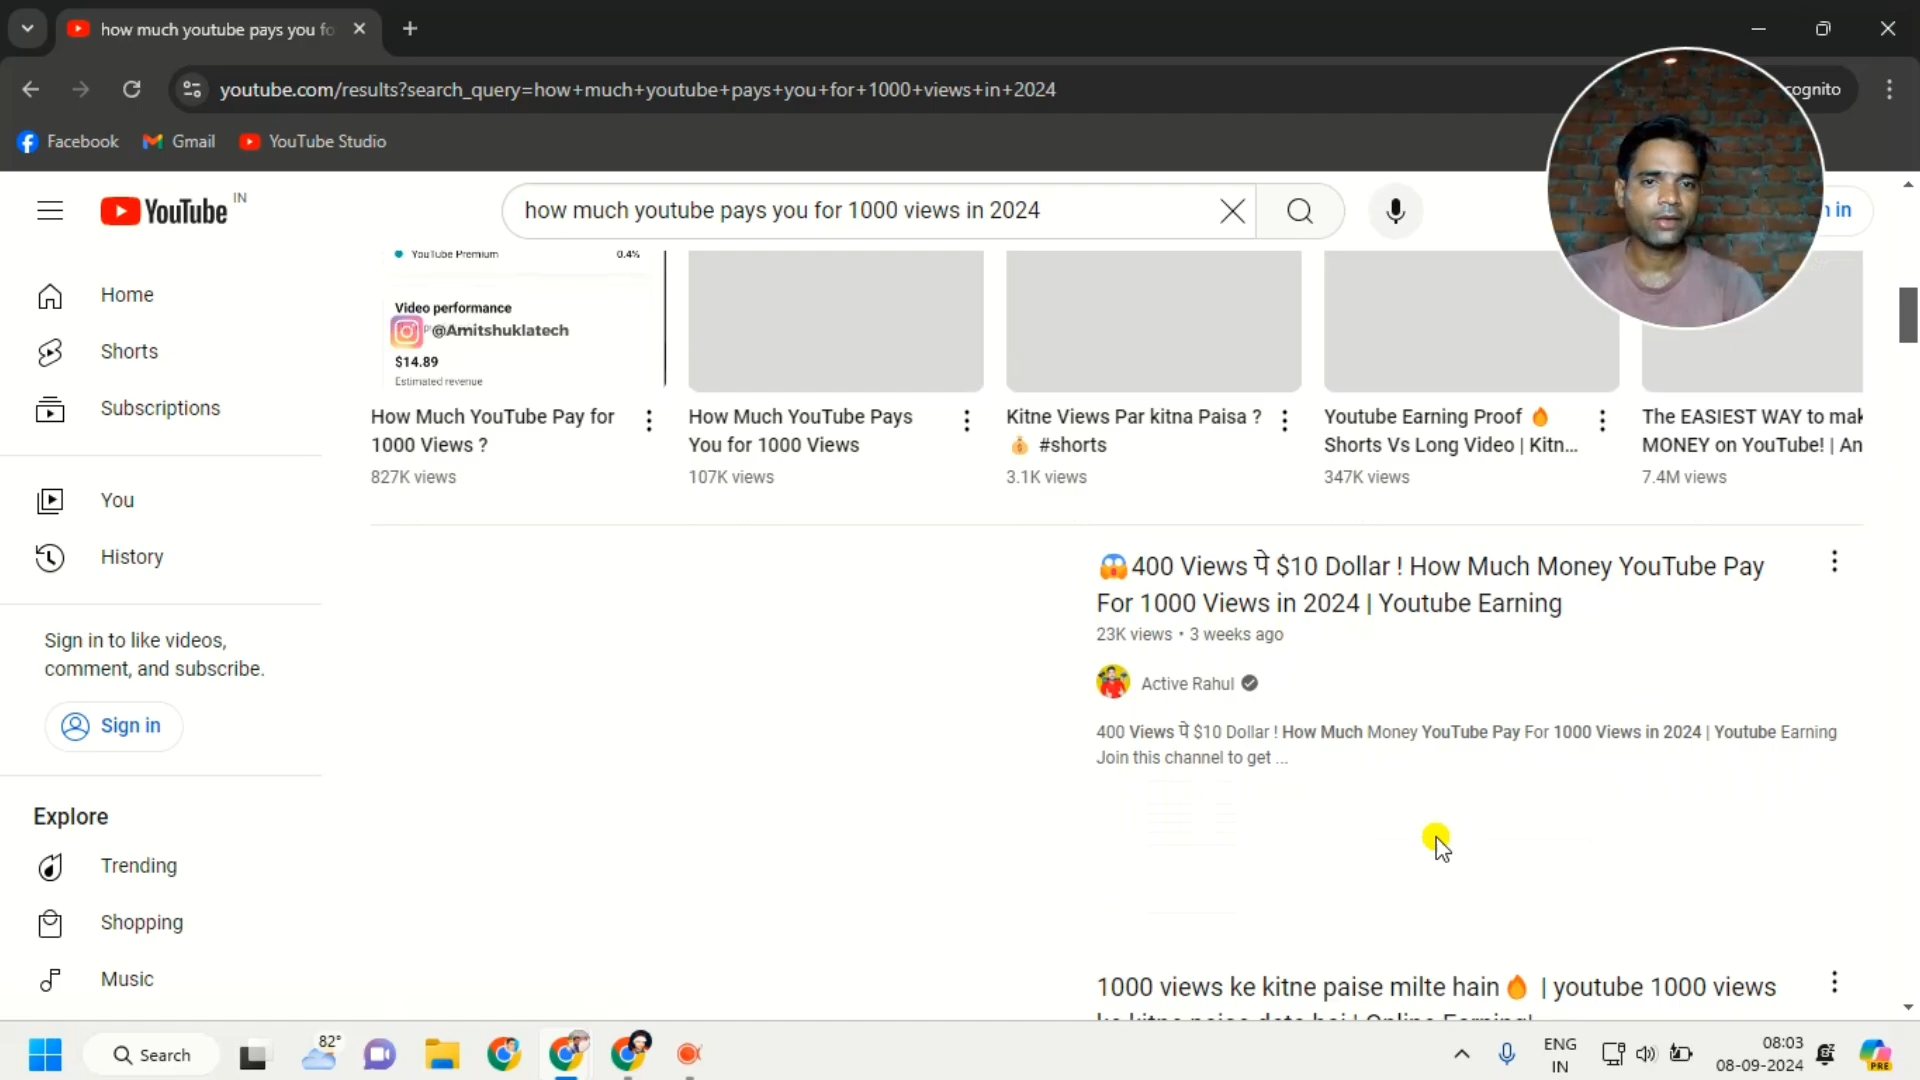 how much youtube pays you fo
youtube.com/results?search_query=how+much+youtube+pays+you+for+1000+views+in+2024
cognito
Facebook
Gmail
YouTube Studio
YouTube IN
how much youtube pays you for 1000 views in 2024
n in
Home
Shorts
Subscriptions
You
History
Sign in to like videos,
comment, and subscribe.
Sign in
Explore
Trending
Shopping
Music
YouTube Premium 0.4%
Video performance
@Amitshuklatech
$14.89
Estimated revenue
How Much YouTube Pay for
1000 Views ?
827K views
How Much YouTube Pays
You for 1000 Views
107K views
Kitne Views Par kitna Paisa ?
💰 #shorts
3.1K views
Youtube Earning Proof 🔥
Shorts Vs Long Video | Kitn...
347K views
The EASIEST WAY to mak
MONEY on YouTube! | An
7.4M views
😱400 Views पे $10 Dollar ! How Much Money YouTube Pay
For 1000 Views in 2024 | Youtube Earning
23K views • 3 weeks ago
Active Rahul
400 Views पे $10 Dollar ! How Much Money YouTube Pay For 1000 Views in 2024 | Youtube Earning
Join this channel to get ...
1000 views ke kitne paise milte hain🔥 | youtube 1000 views
82°
Search
ENG
IN
08:03
08-09-2024
PRE